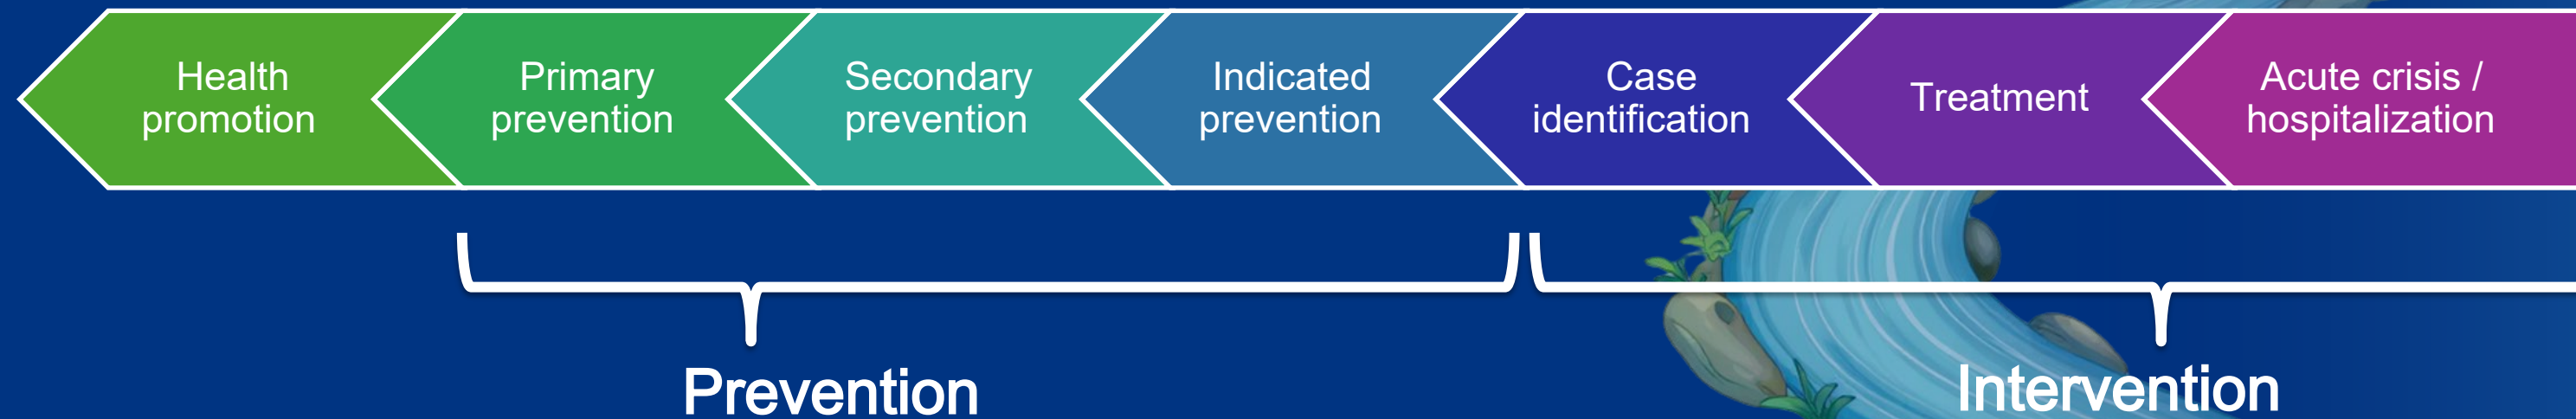 Health
promotion
Primary
prevention
Secondary
prevention
Indicated
prevention
Case
identification
Treatment
Acute crisis /
hospitalization
Prevention
Intervention